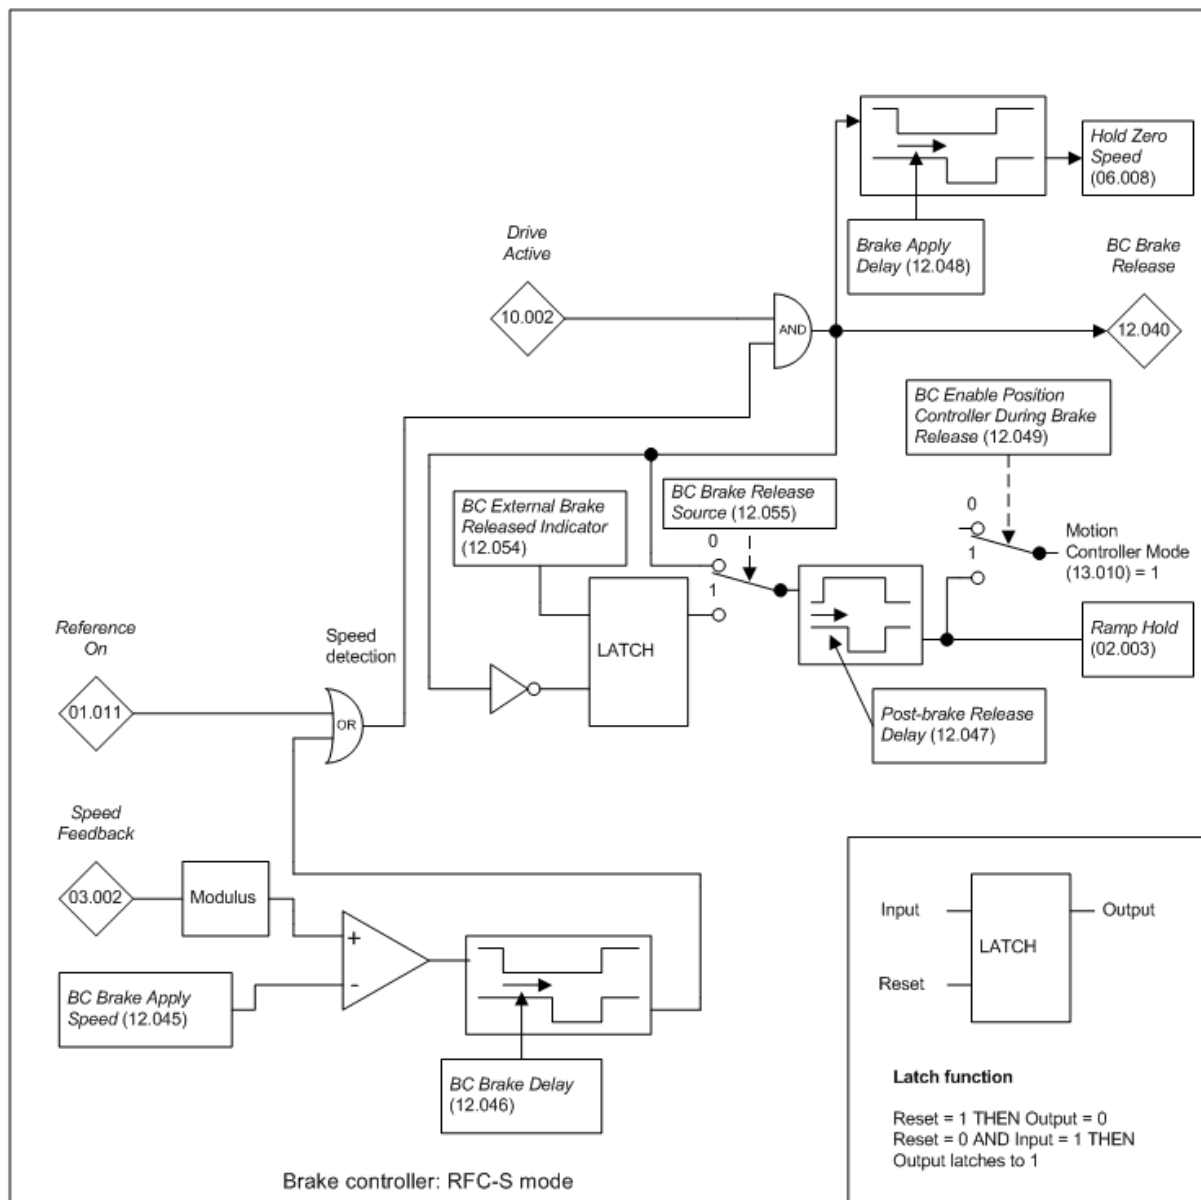 Hold Zero
Speed
(06.008)
Drive
Active
Brake Apply
Delay (12.048)
BC Brake
Release
10.002
AND
12.040
BC Enable Position
Controller During Brake
Release (12.049)
BC External Brake
Released Indicator
(12.054)
BC Brake Release
Source (12.055)
0
1
0
1
Motion
Controller Mode
(13.010) = 1
LATCH
Ramp Hold
(02.003)
Post-brake Release
Delay (12.047)
Reference
On
Speed
detection
01.011
OR
Speed
Feedback
03.002
Modulus
+
-
BC Brake Apply
Speed (12.045)
BC Brake Delay
(12.046)
Brake controller: RFC-S mode
Input
Output
LATCH
Reset
Latch function
Reset = 1 THEN Output = 0
Reset = 0 AND Input = 1 THEN
Output latches to 1